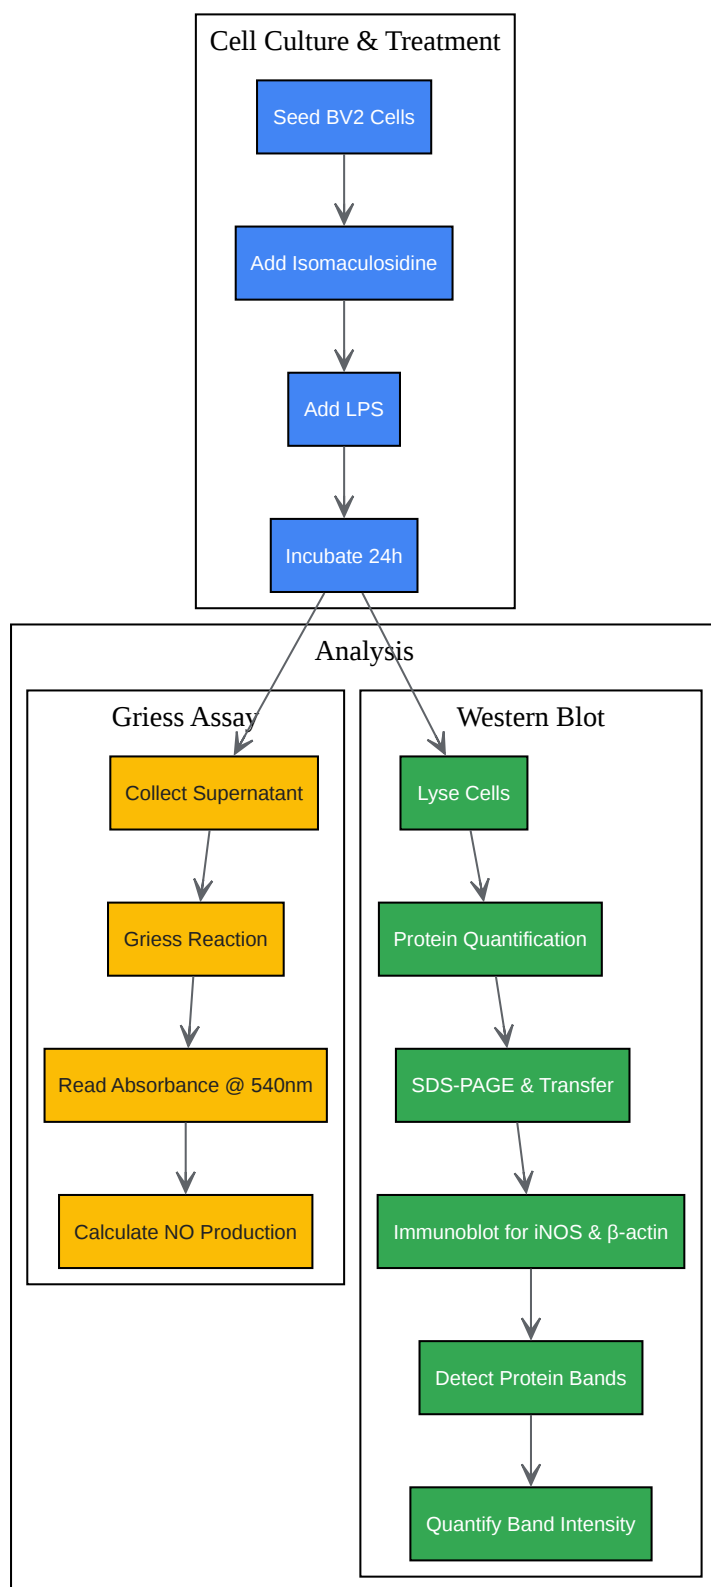 Cell Culture & Treatment
Seed BV2 Cells
Add Isomaculosidine
Add LPS
Incubate 24h
Analysis
Griess Assay
Collect Supernatant
Griess Reaction
Read Absorbance @ 540nm
Calculate NO Production
Western Blot
Lyse Cells
Protein Quantification
SDS-PAGE & Transfer
Immunoblot for iNOS & β-actin
Detect Protein Bands
Quantify Band Intensity